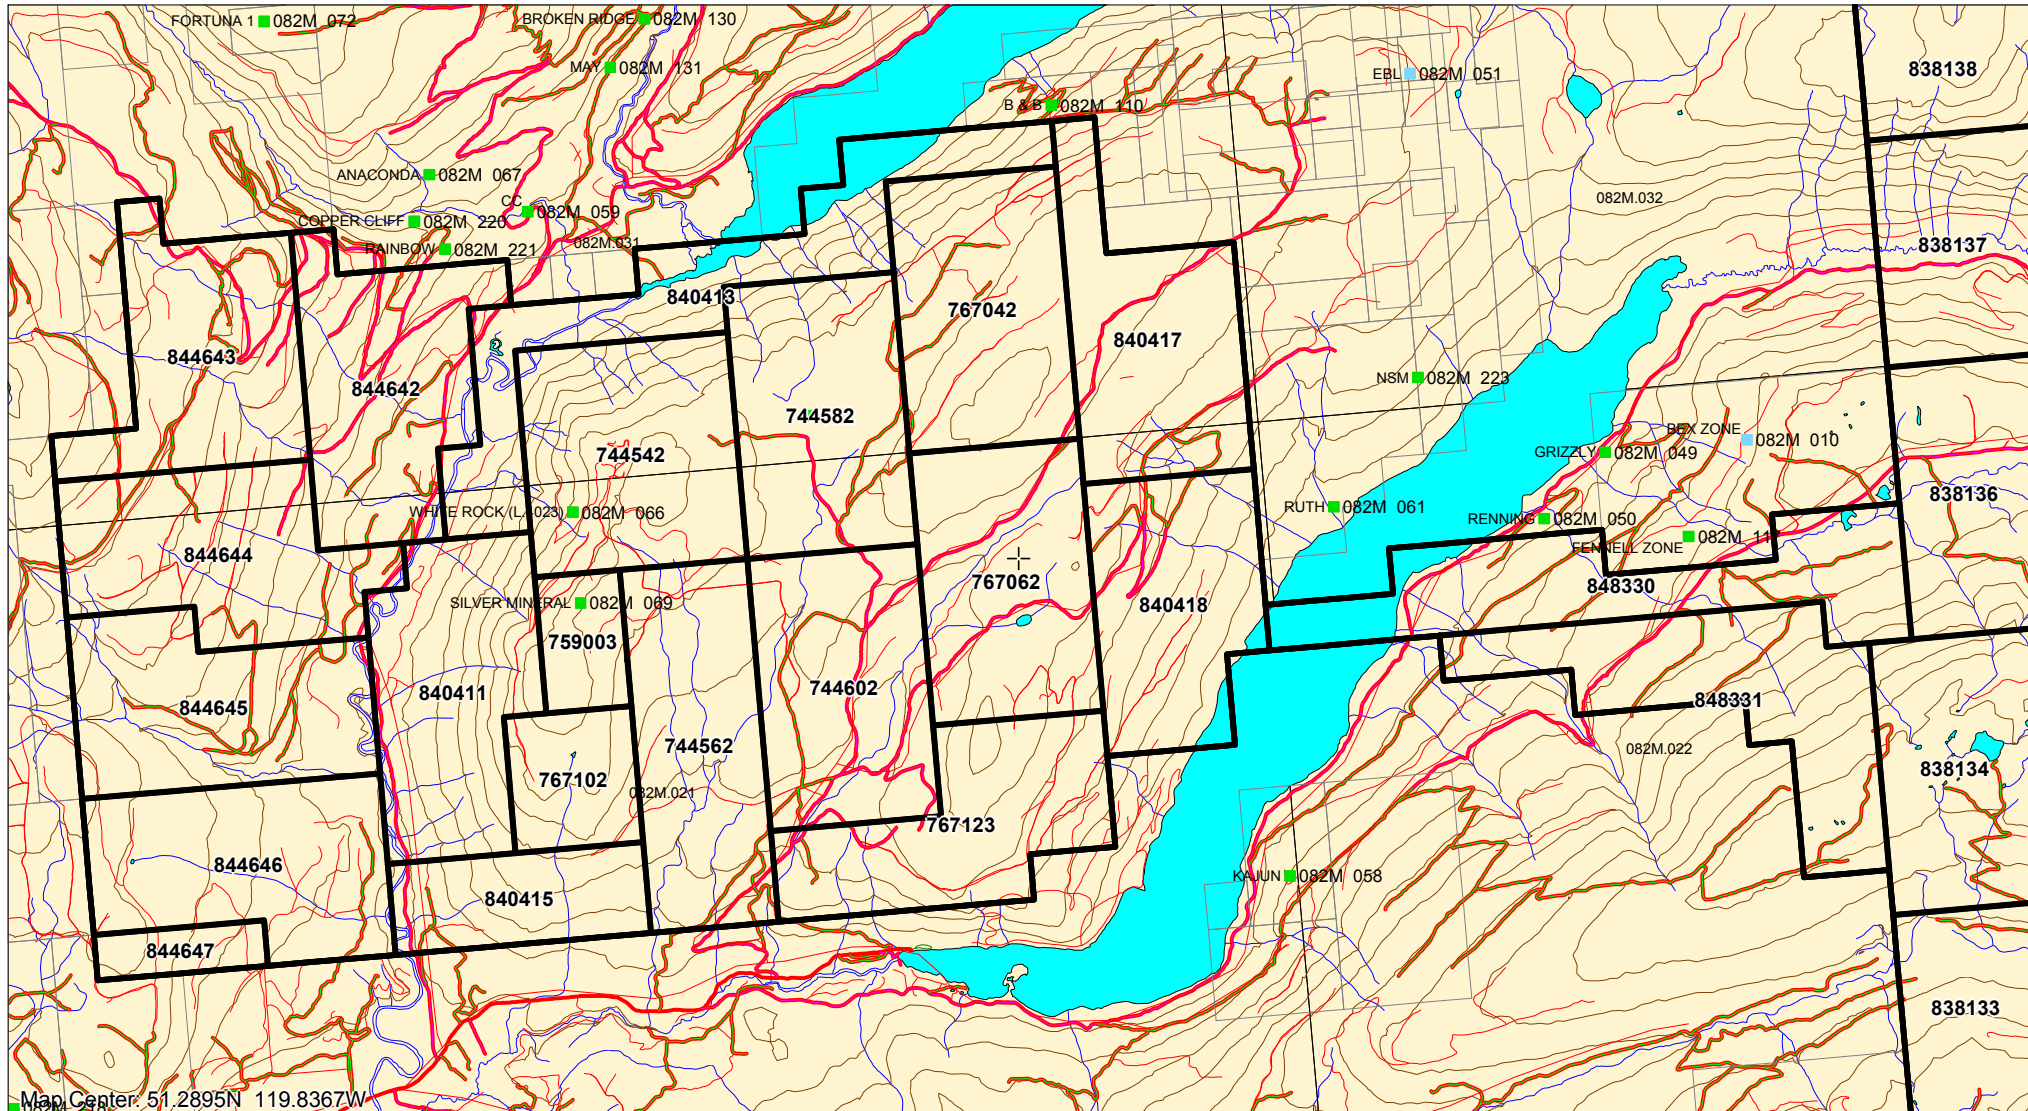 FORTUNA 1 082M 072
BROKEN RIDGE 082M 130
MAY 082M 131
EBL 082M 051
838138
B & B 082M 110
ANACONDA 082M 067
082M.032
CC 082M 059
COPPER CLIFF 082M 220
RAINBOW 082M 221
082M.031
838137
840413
767042
840417
844643
844642
NSM 082M 223
744582
BEX ZONE 082M 010
744542
GRIZZLY 082M 049
838136
WHITE ROCK (L.4023) 082M 066
RUTH 082M 061
RENNING 082M 050
082M 117
FENNELL ZONE
844644
767062
848330
SILVER MINERAL 082M 069
840418
759003
840411
744602
844645
848331
744562
082M.022
767102
838134
082M.021
767123
844646
KAJUN 082M 058
840415
844647
838133
Map Center: 51.2895N 119.8367W